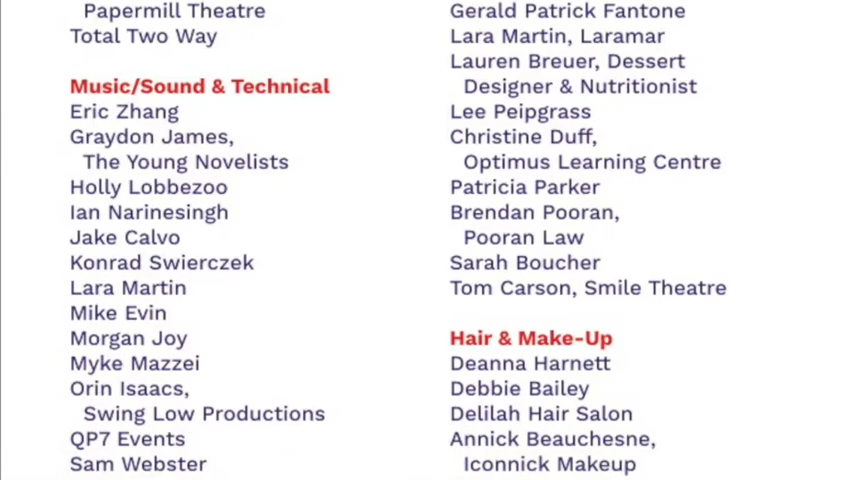 Papermill Theatre
Total Two Way
Music/Sound & Technical
Eric Zhang
Graydon James,
The Young Novelists
Holly Lobbezoo
Ian Narinesingh
Jake Calvo
Konrad Swierczek
Lara Martin
Mike Evin
Morgan Joy
Myke Mazzei
Orin Isaacs,
Swing Low Productions
QP7 Events
Sam Webster
Gerald Patrick Fantone
Lara Martin, Laramar
Lauren Breuer, Dessert
Designer & Nutritionist
Lee Peipgrass
Christine Duff,
Optimus Learning Centre
Patricia Parker
Brendan Pooran,
Pooran Law
Sarah Boucher
Tom Carson, Smile Theatre
Hair & Make-Up
Deanna Harnett
Debbie Bailey
Delilah Hair Salon
Annick Beauchesne,
Iconnick Makeup